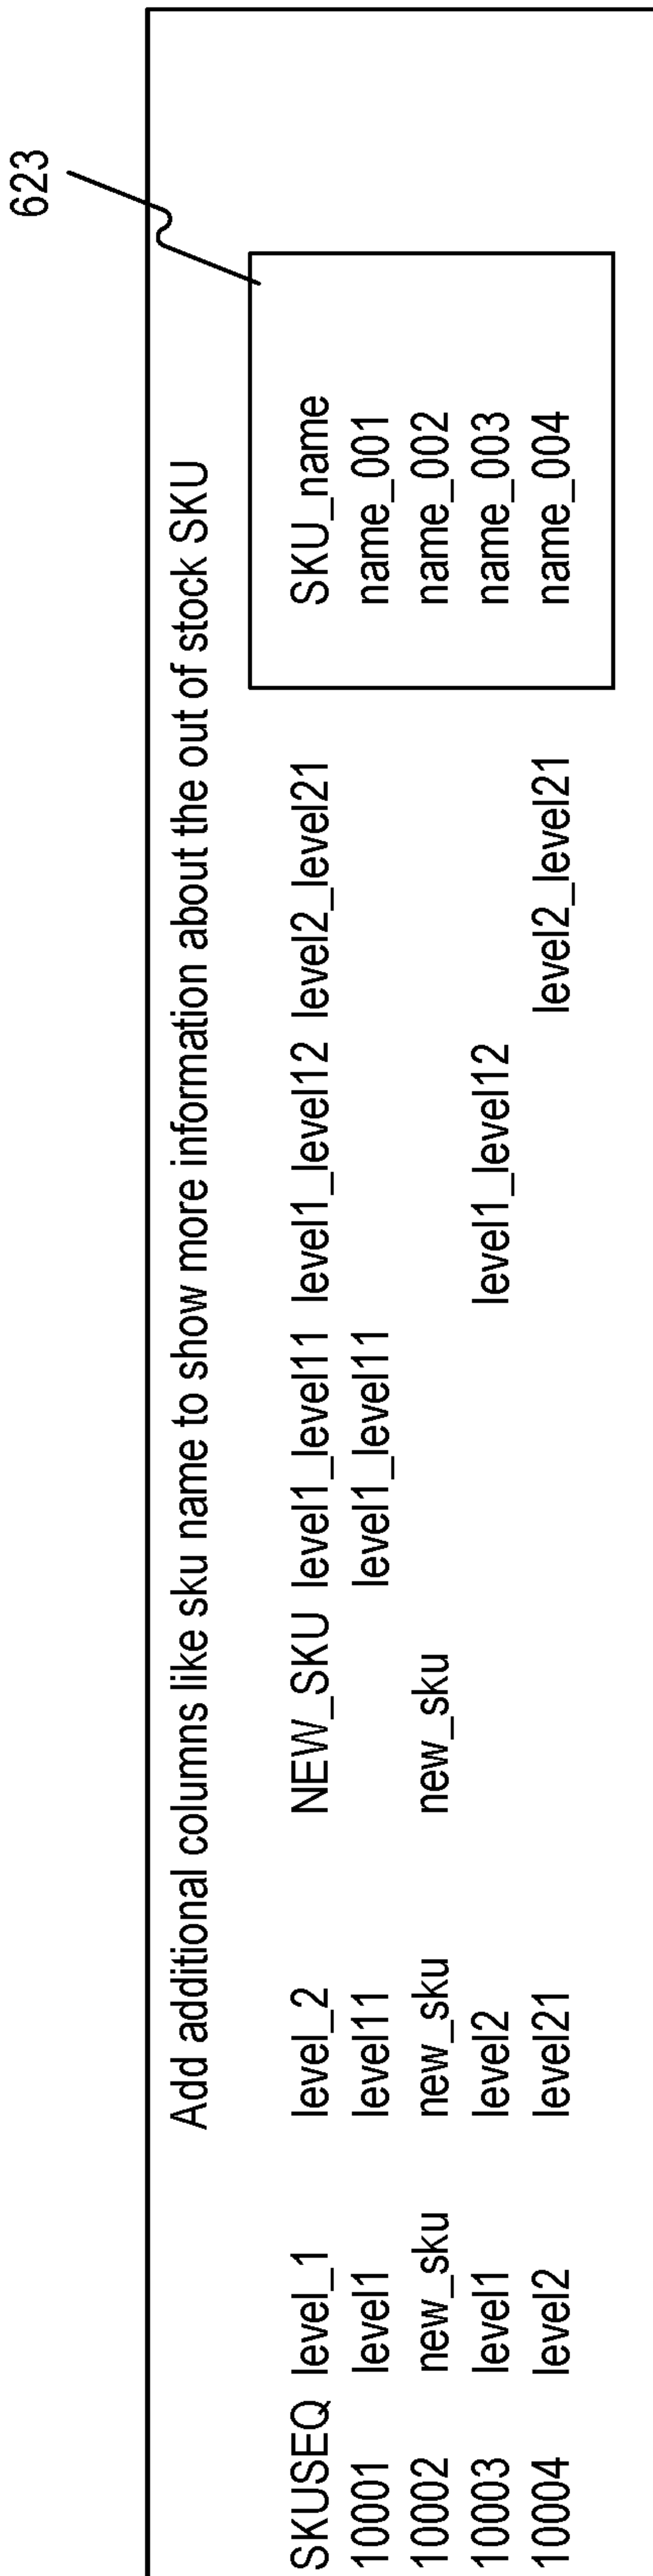 623
Add additional columns like sku name to show more information about the out of stock SKU
SKUSEQ level_1 level_2 NEW_SKU level1_level11 level1_level12 level2_level21 SKU_name
10001 level1 level11 level1_level11 name_001
10002 new_sku new_sku new_sku name_002
10003 level1 level2 level1_level12 name_003
10004 level2 level21 level2_level21 name_004